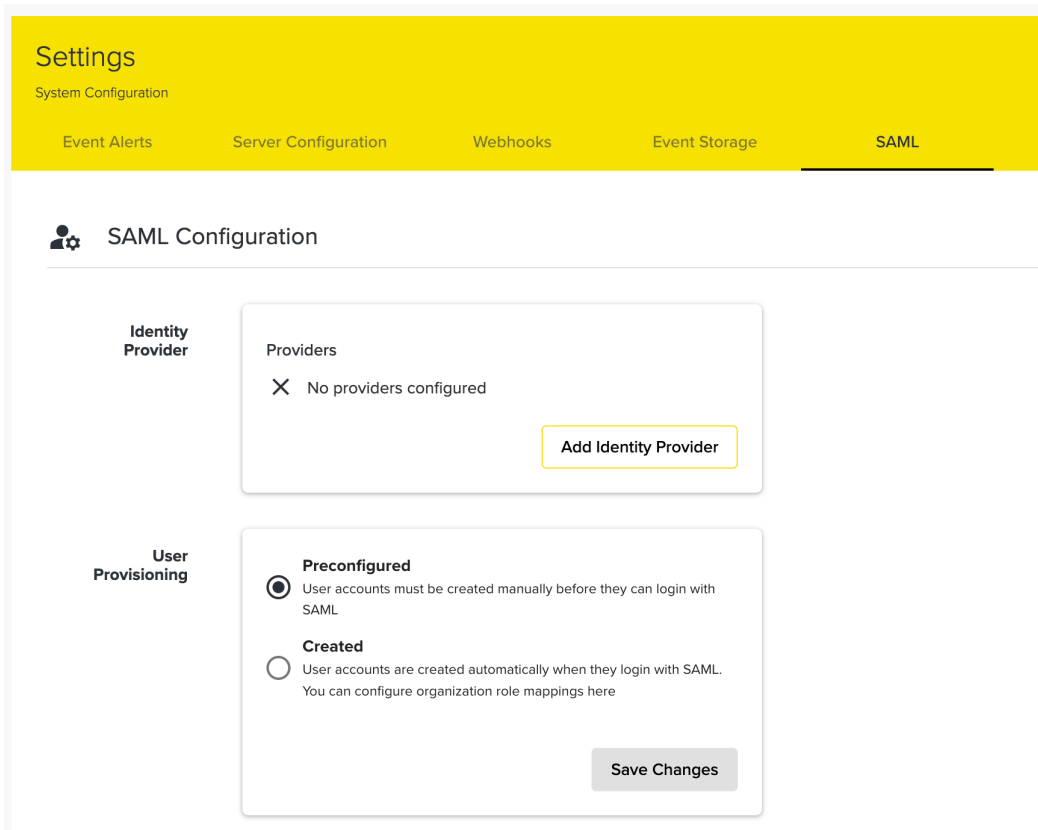 Settings
System Configuration
Event Alerts
Server Configuration
Webhooks
Event Storage
SAML
SAML Configuration
Identity
Provider
Providers
No providers configured
Add Identity Provider
User
Provisioning
Preconfigured
User accounts must be created manually before they can login with
SAML
Created
User accounts are created automatically when they login with SAML.
You can configure organization role mappings here
Save Changes